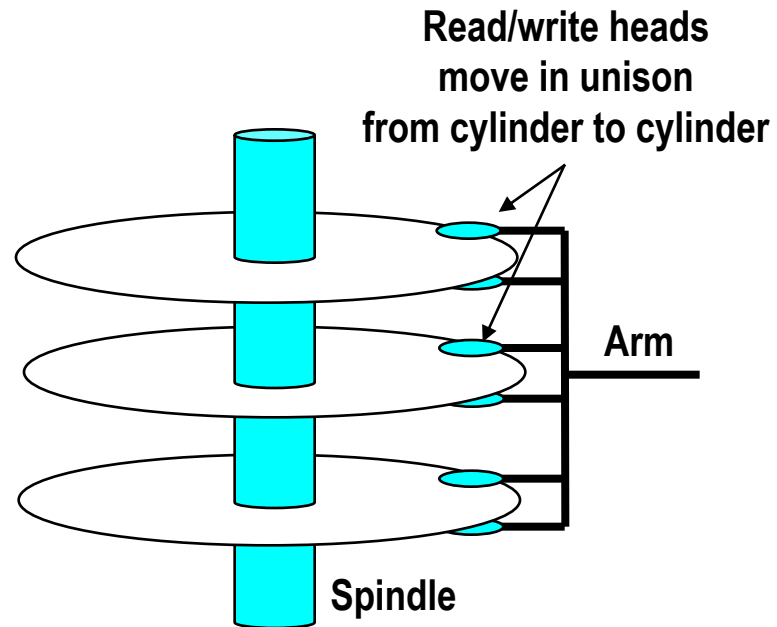 Read/write heads
move in unison
from cylinder to cylinder
Arm
Spindle